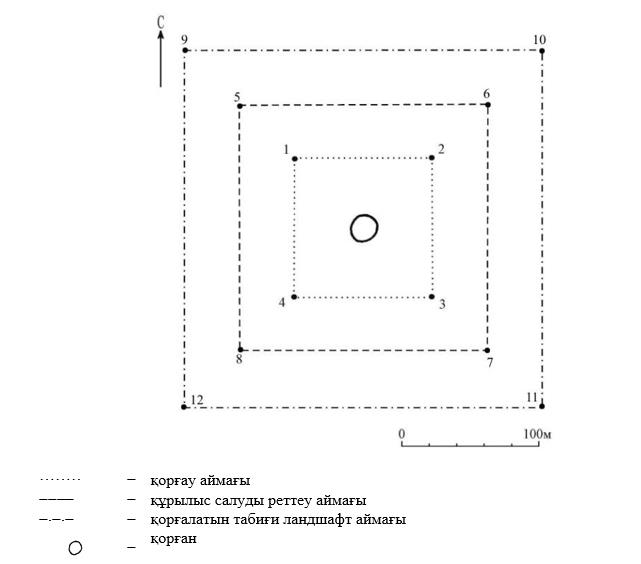 С
9 10
5 6
1 2
4 3
8 7
12 11
0 100м
– қорғау аймағы
– құрылыс салуды реттеу аймағы
– қорғалатын табиғи ландшафт аймағы
– қорған